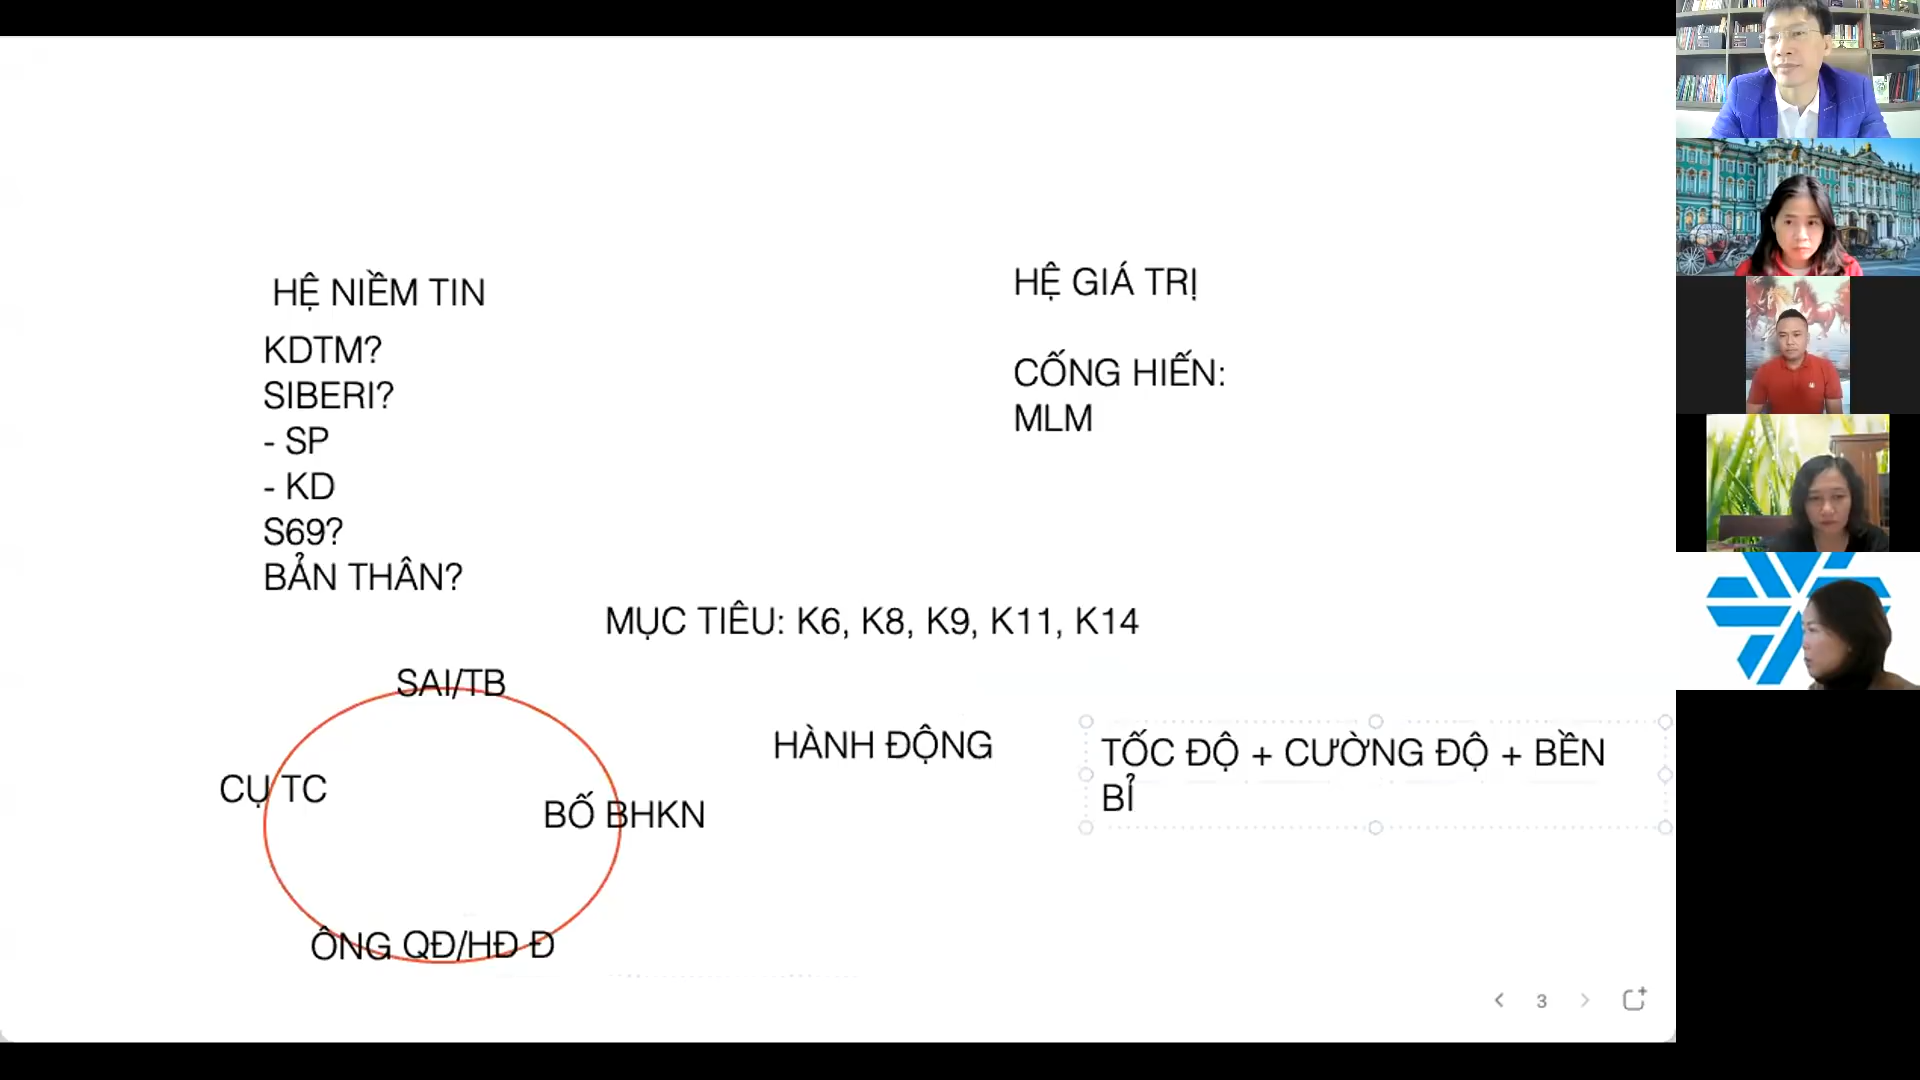 HỆ NIỀM TIN
KDTM?
SIBERI?
- SP
- KD
S69?
BẢN THÂN?
HỆ GIÁ TRỊ
CỐNG HIẾN:
MLM
MỤC TIÊU: K6, K8, K9, K11, K14
SAI/TB
CỤ TC
BỐ BHKN
ÔNG QĐ/HĐ Đ
HÀNH ĐỘNG
TỐC ĐỘ + CƯỜNG ĐỘ + BỀN
BỈ
3